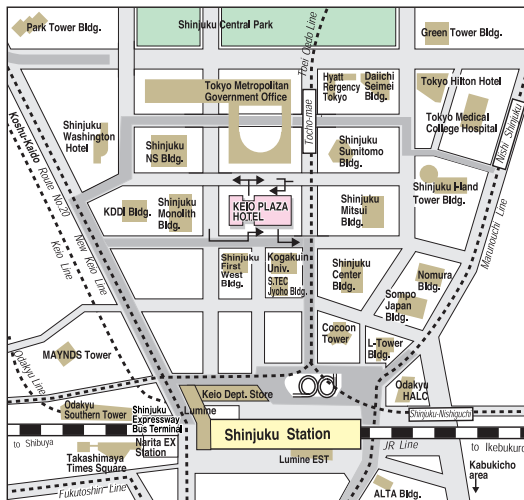 Park Tower Bldg.
Shinjuku Central Park
Green Tower Bldg.
Toei Oedo Line
Tokyo Metropolitan
Government Office
Hyatt
Rergency
Tokyo
Daiichi
Seimei
Bldg.
Tokyo Hilton Hotel
Tocho-mae
Tokyo Medical
College Hospital
Nishi Shinjuku
Koshu-Kaido Route No.20
Shinjuku
Washington
Hotel
Shinjuku
NS Bldg.
Shinjuku
Sumitomo
Bldg.
Shinjuku I-land
Tower Bldg.
KDDI Bldg.
Shinjuku
Monolith
Bldg.
KEIO PLAZA
HOTEL
Shinjuku
Mitsui
Bldg.
New Keio Line
Keio Line
Marunouchi Line
Shinjuku
First
West Bldg.
Kogakuin
Univ.
S.TEC
Jyoho Bldg.
Shinjuku
Center
Bldg.
Nomura
Bldg.
Sompo
Japan
Bldg.
Cocoon
Tower
L-Tower
Bldg.
MAYNDS Tower
Odakyu Line
Odakyu
HALC
Keio Dept. Store
Lumine
Odakyu
Southern Tower
Shinjuku
Expressway
Bus Terminal
Shinjuku-Nishiguchi
Shinjuku Station
to Shibuya
Narita EX
Station
JR Line
to Ikebukuro
Takashimaya
Times Square
Lumine EST
Kabukicho
area
Fukutoshin Line
ALTA Bldg.